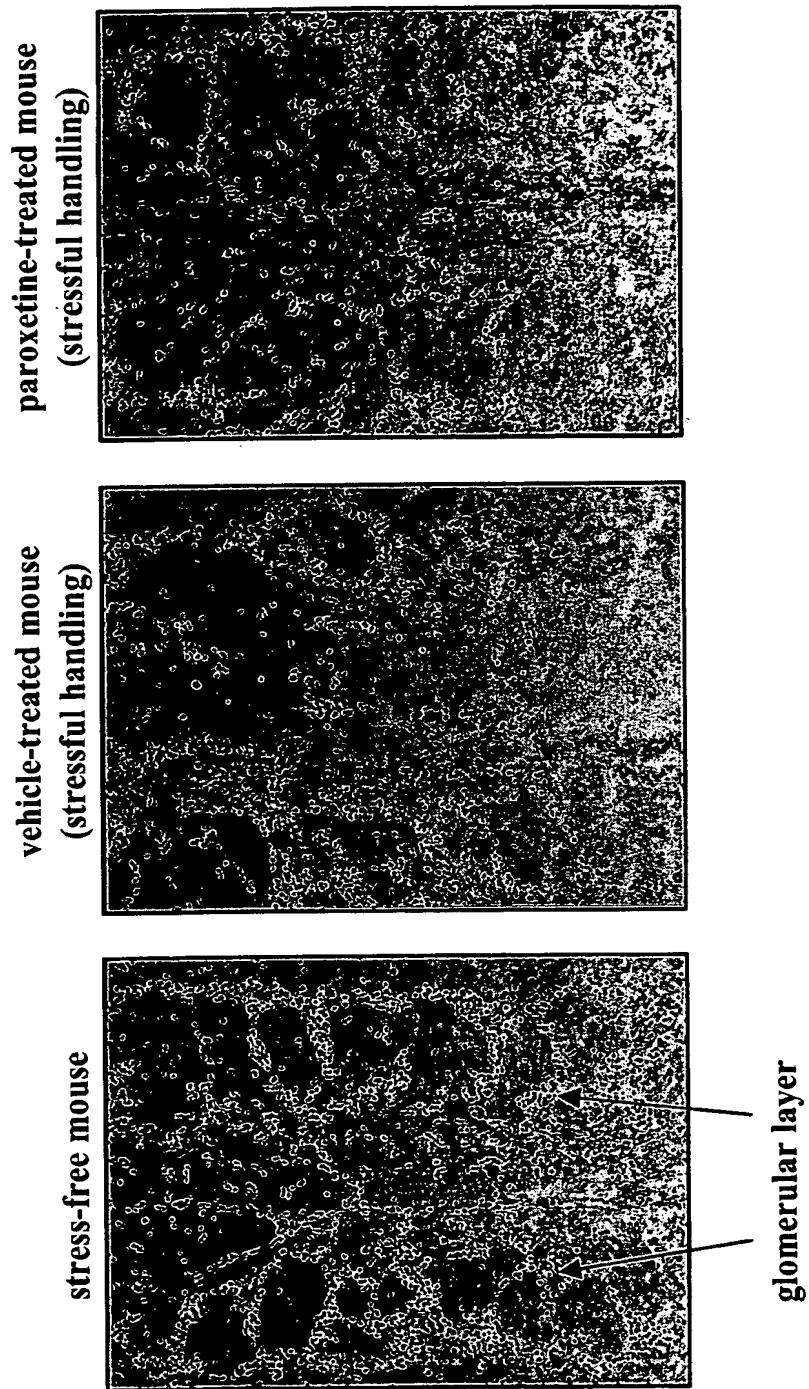 stress-free mouse
vehicle-treated mouse
(stressful handling)
paroxetine-treated mouse
(stressful handling)
glomerular layer